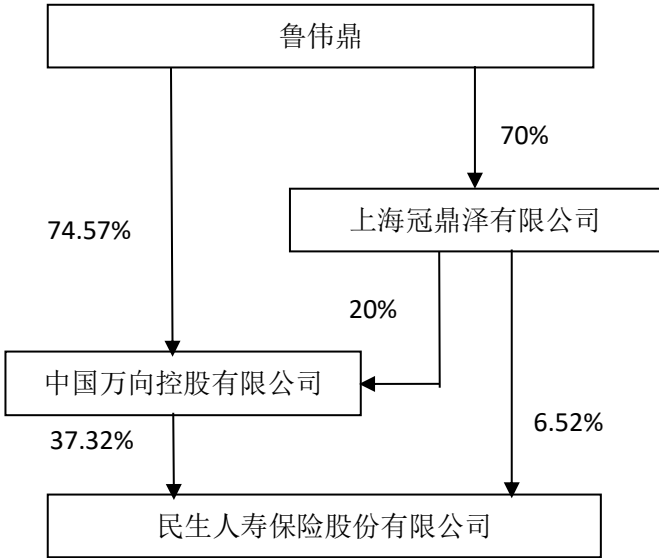 鲁伟鼎
70%
上海冠鼎泽有限公司
74.57%
20%
中国万向控股有限公司
37.32%
6.52%
民生人寿保险股份有限公司